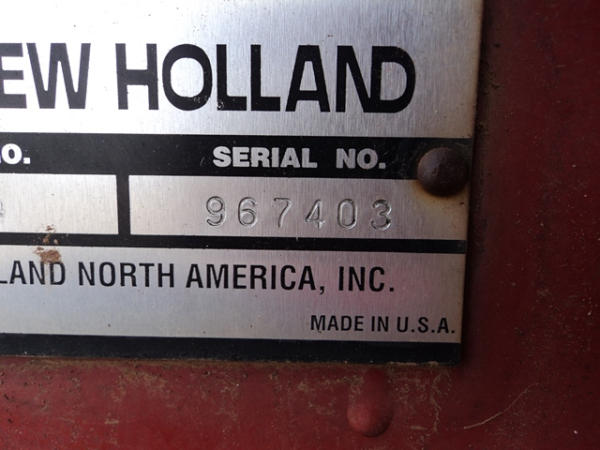 EW HOLLAND
O. SERIAL NO.
967403
LAND NORTH AMERICA, INC.
MADE IN U.S.A.